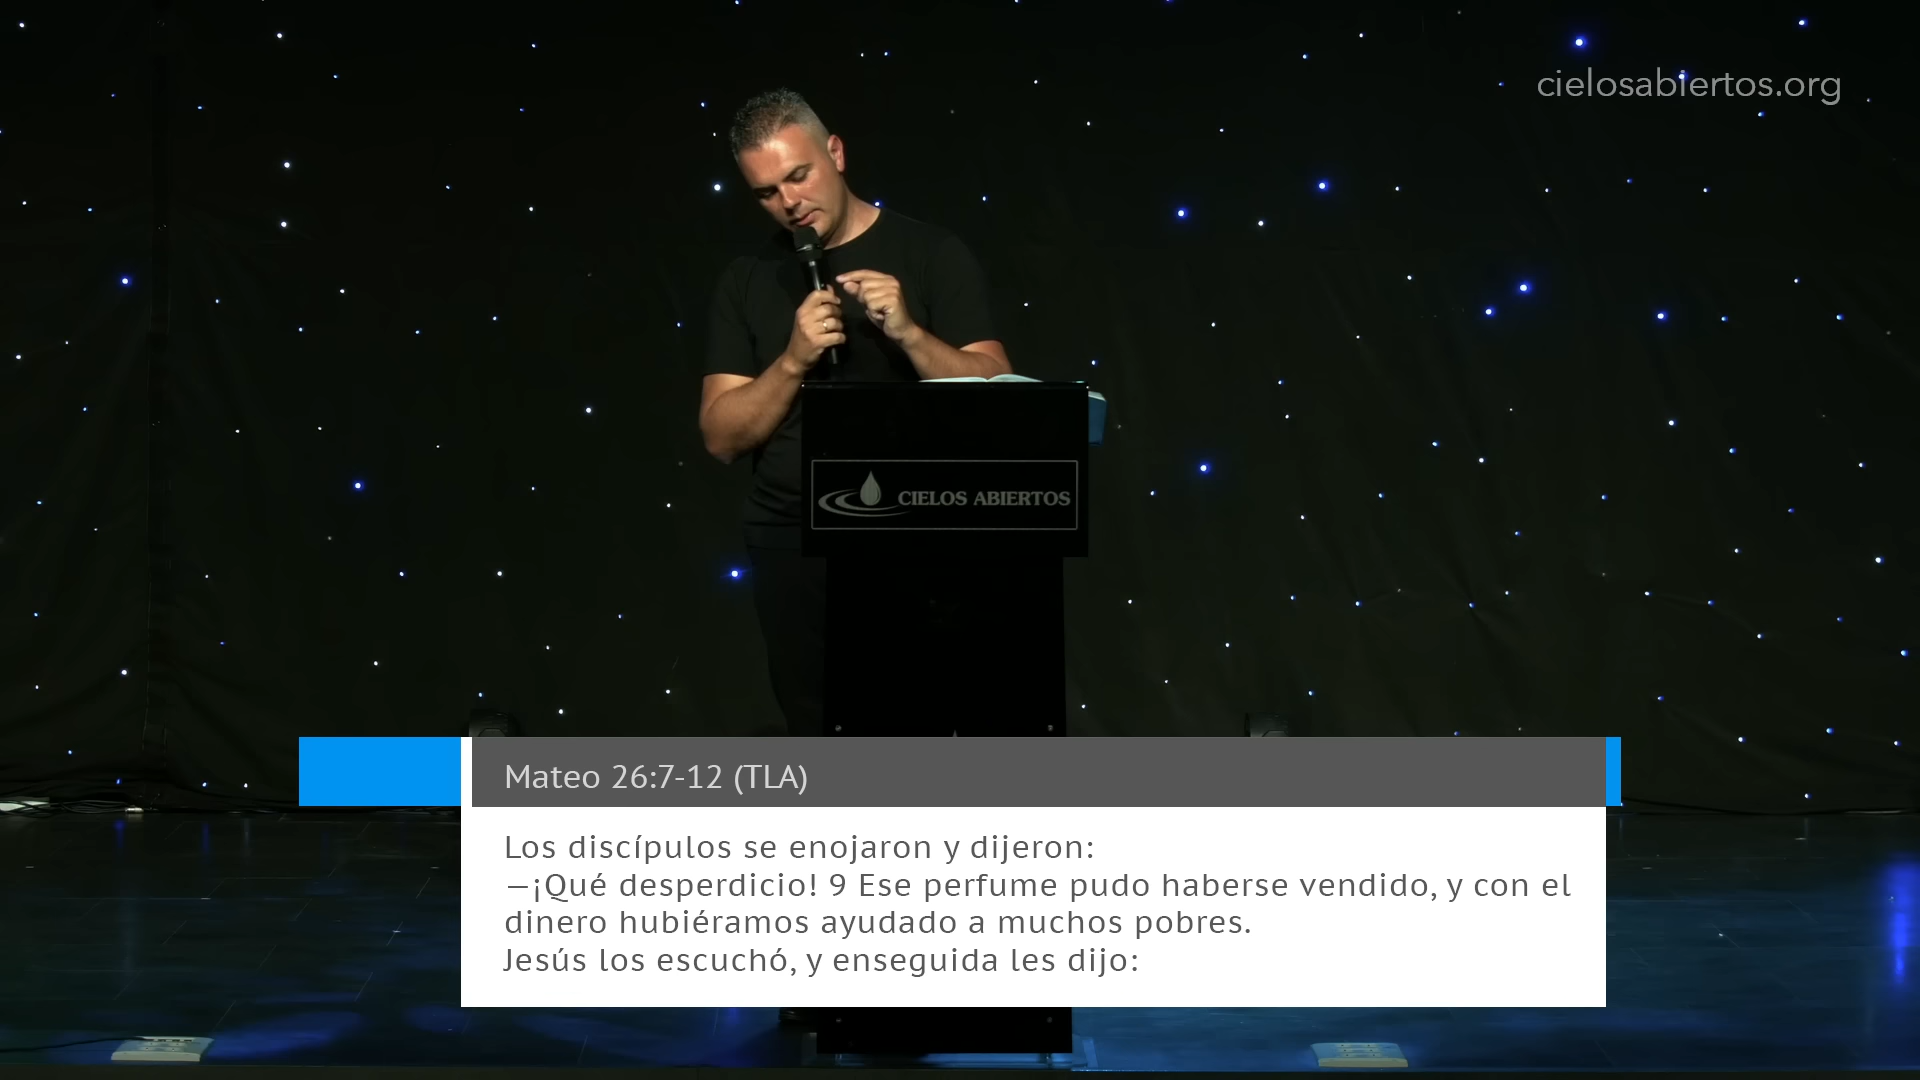 cielosabiertos.org
CIELOS ABIERTOS
Mateo 26:7-12 (TLA)
Los discípulos se enojaron y dijeron:
—¡Qué desperdicio! 9 Ese perfume pudo haberse vendido, y con el
dinero hubiéramos ayudado a muchos pobres.
Jesús los escuchó, y enseguida les dijo: